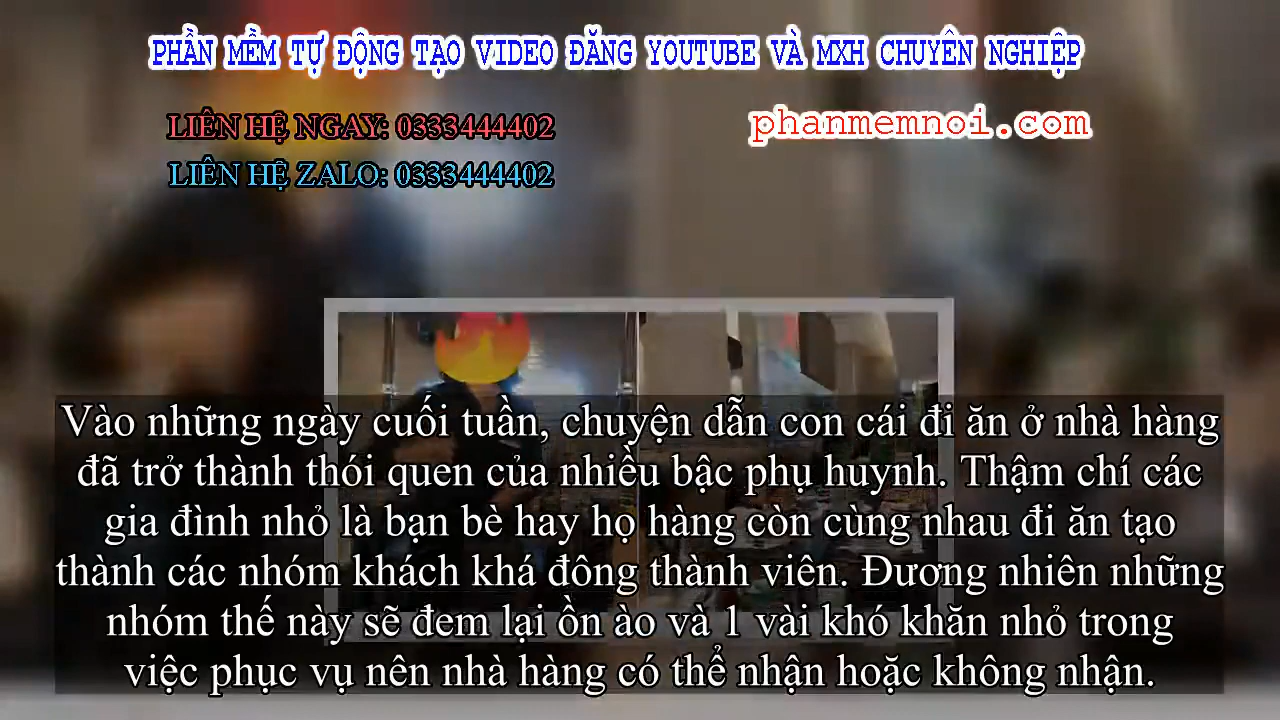 PHẦN MỀM TỰ ĐỘNG TẠO VIDEO ĐĂNG YOUTUBE VÀ MXH CHUYÊN NGHIỆP
LIÊN HỆ NGAY: 0333444402
phanmemnoi.com
LIÊN HỆ ZALO: 0333444402
Vào những ngày cuối tuần, chuyện dẫn con cái đi ăn ở nhà hàng
đã trở thành thói quen của nhiều bậc phụ huynh. Thậm chí các
gia đình nhỏ là bạn bè hay họ hàng còn cùng nhau đi ăn tạo
thành các nhóm khách khá đông thành viên. Đương nhiên những
nhóm thế này sẽ đem lại ồn ào và 1 vài khó khăn nhỏ trong
việc phục vụ nên nhà hàng có thể nhận hoặc không nhận.